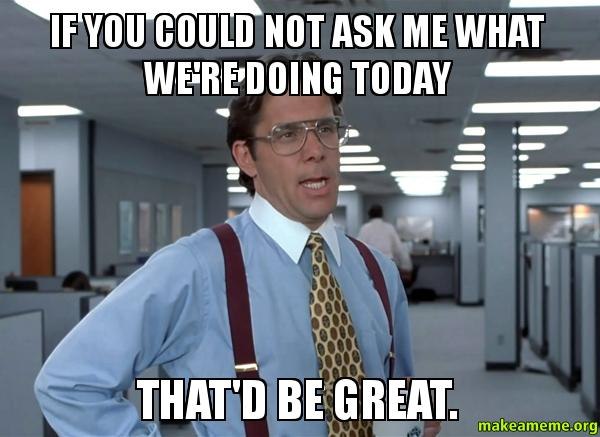 IF YOU COULD NOT ASK ME WHAT
WE'RE DOING TODAY
THAT'D BE GREAT.
makeameme.org